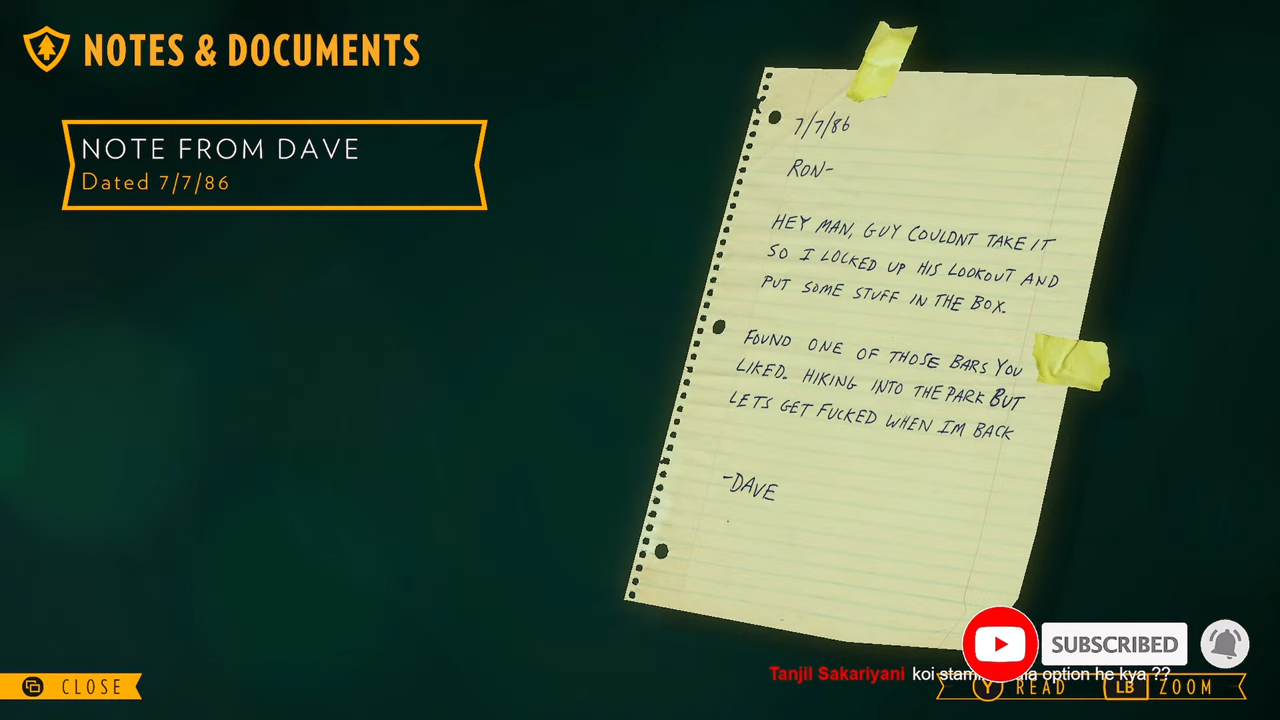 NOTES & DOCUMENTS
NOTE FROM DAVE
Dated 7/7/86
7/7/86
RON-
HEY MAN, GUY COULDNT TAKE IT
SO I LOCKED UP HIS LOOKOUT AND
PUT SOME STUFF IN THE BOX.
FOUND ONE OF THOSE BARS YOU
LIKED. HIKING INTO THE PARK BUT
LETS GET FUCKED WHEN IM BACK
-DAVE
SUBSCRIBED
Tanjil Sakariyani koi option he kya ??
CLOSE
Y READ LB ZOOM